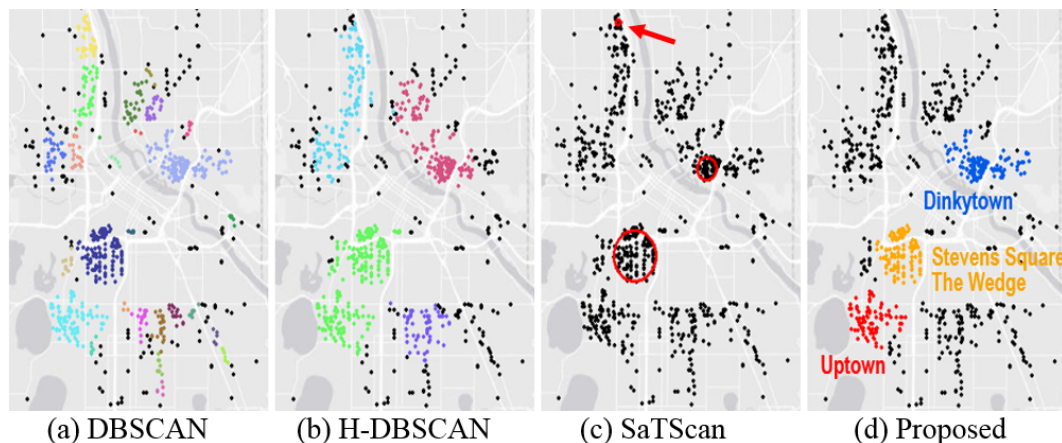 Dinkytown
Stevens Square
The Wedge
Uptown
(a) DBSCAN
(b) H-DBSCAN
(c) SaTScan
(d) Proposed